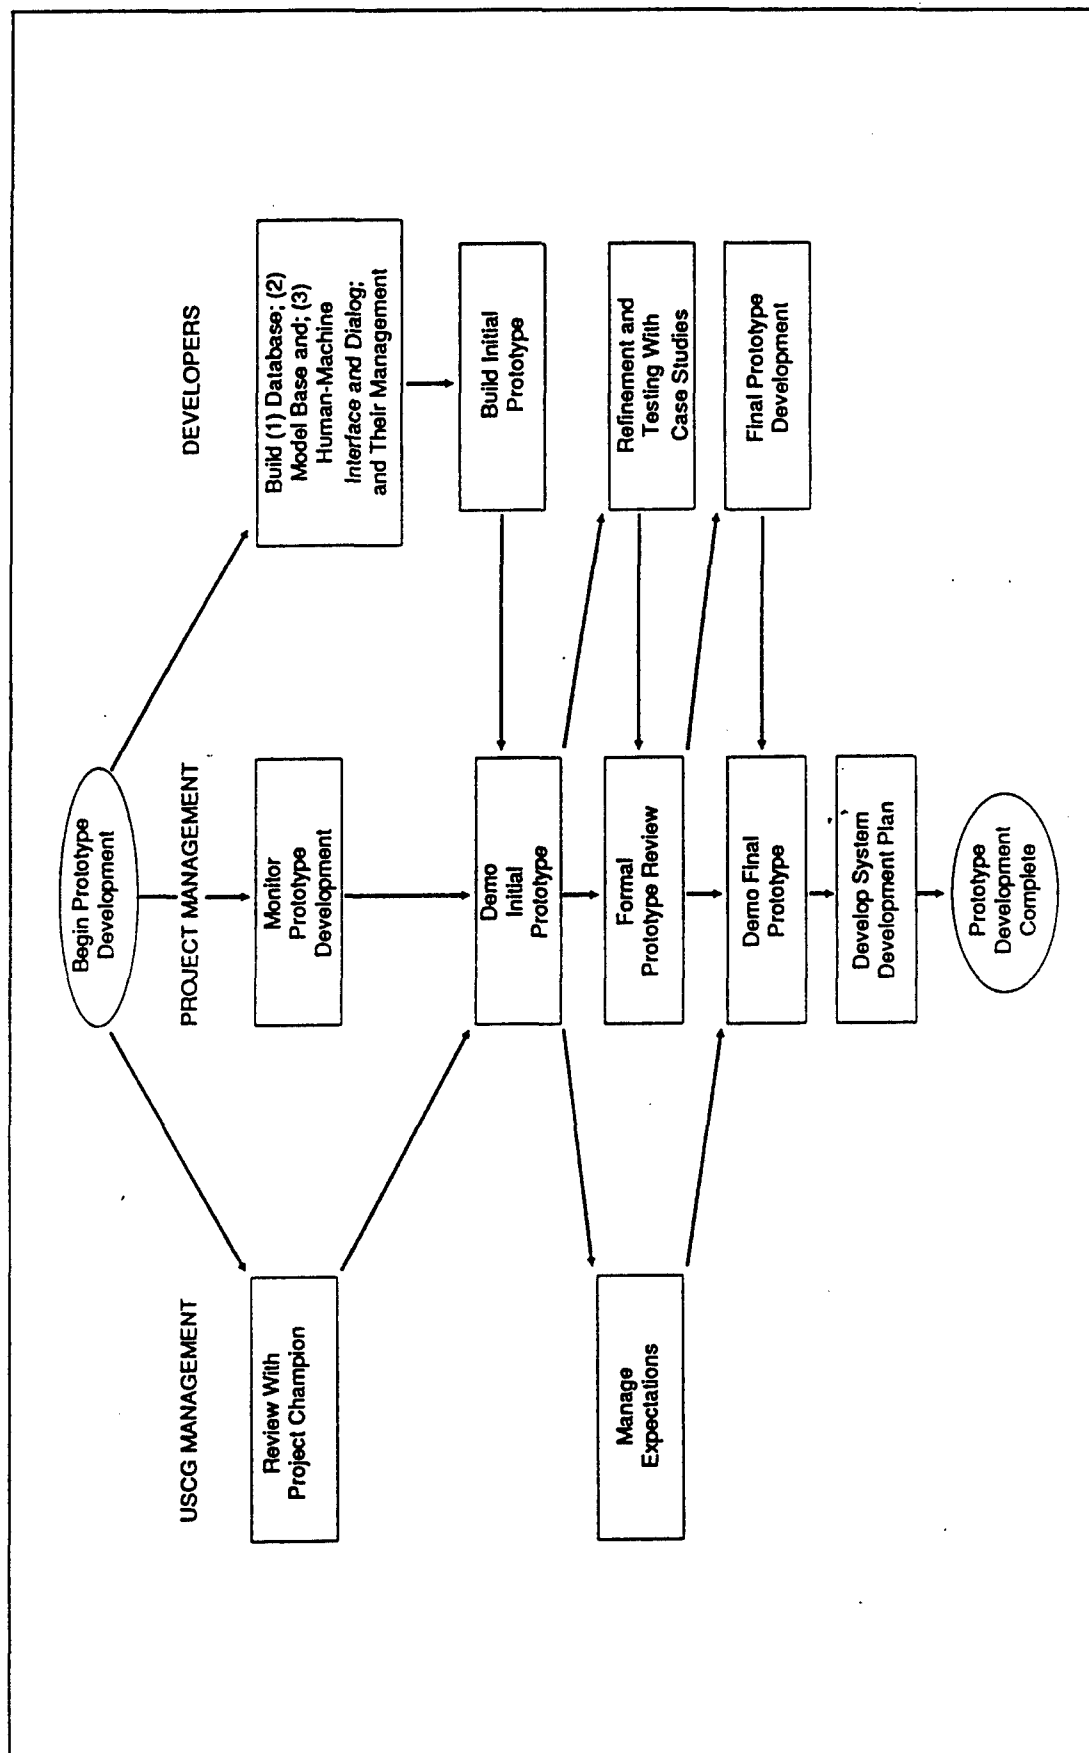 Begin Prototype
Development
USCG MANAGEMENT
PROJECT MANAGEMENT
DEVELOPERS
Review With
Project Champion
Monitor
Prototype
Development
Build (1) Database; (2)
Model Base and; (3)
Human-Machine
Interface and Dialog;
and Their Management
Build Initial
Prototype
Demo
Initial
Prototype
Manage
Expectations
Formal
Prototype Review
Refinement and
Testing With
Case Studies
Demo Final
Prototype
Final Prototype
Development
Develop System
Development Plan
Prototype
Development
Complete